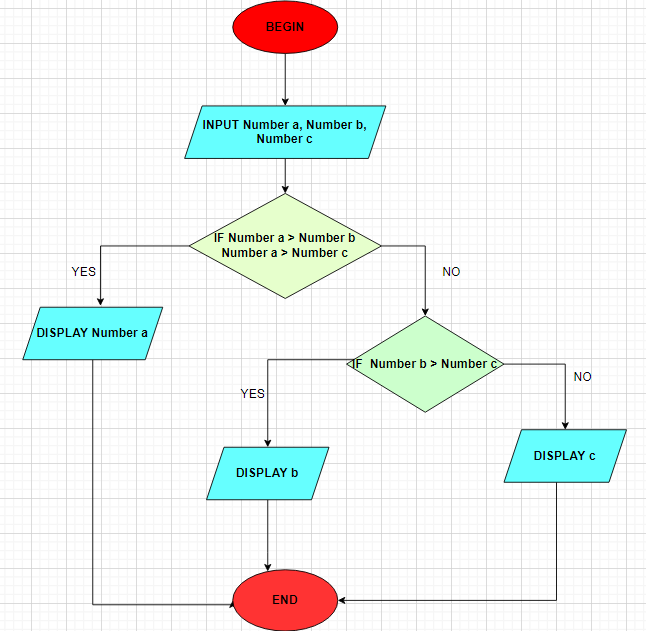 BEGIN
INPUT Number a, Number b,
Number c
IF Number a > Number b
Number a > Number c
YES
NO
DISPLAY Number a
IF Number b > Number c
YES
NO
DISPLAY b
DISPLAY c
END